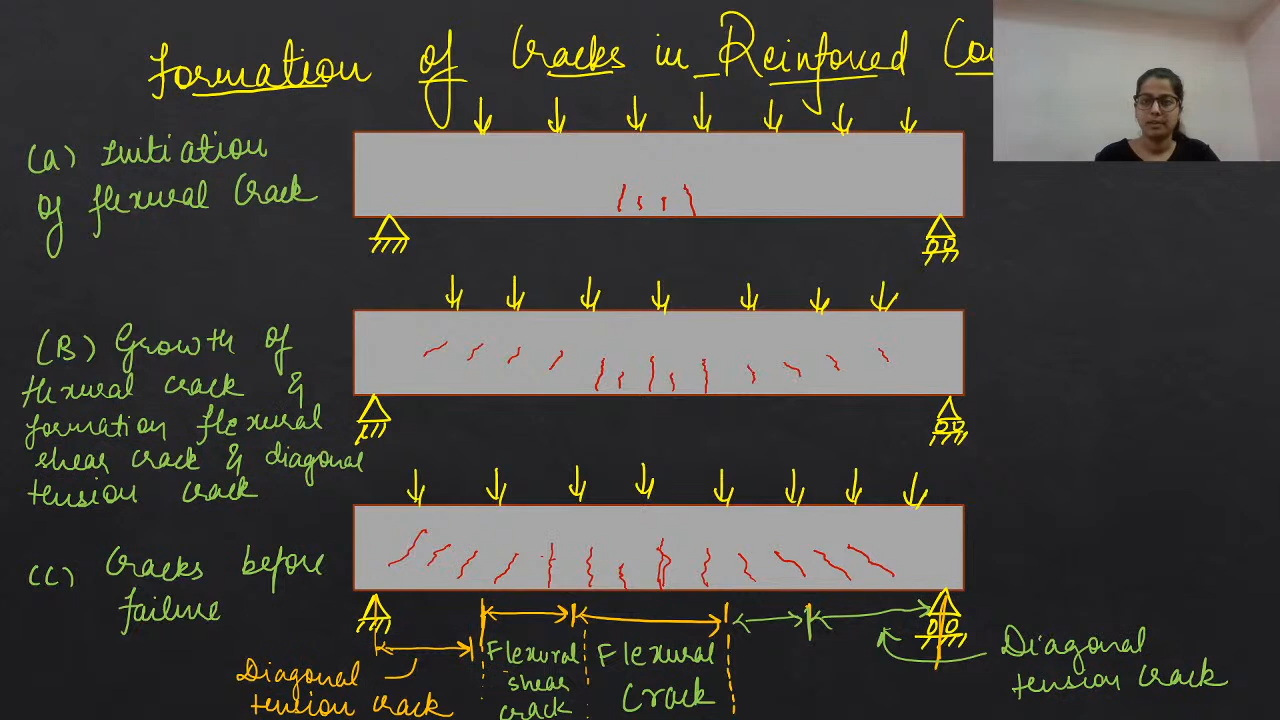 Formation of Cracks in Reinforced
(a) Initiation
of flexural Crack
(B) Growth of
flexural crack &
formation flexural
shear crack & diagonal
tension crack
(C) Cracks before
failure
Diagonal
tension crack
Flexural
shear
crack
Flexural
Crack
Diagonal
tension crack